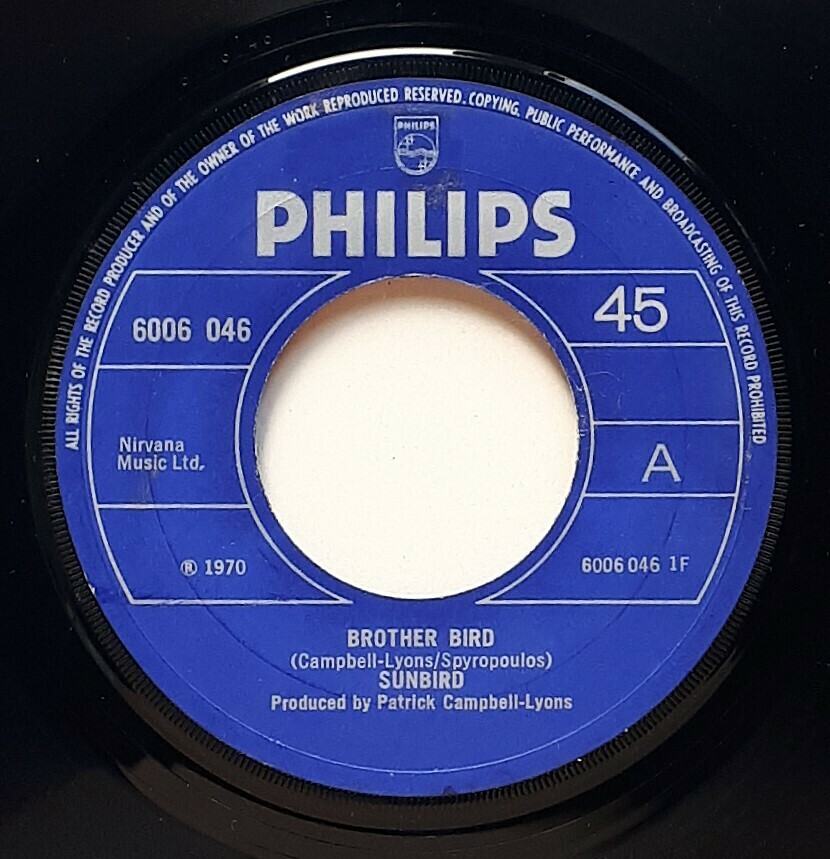 ALL RIGHTS OF THE RECORD PRODUCER AND OF THE OWNER OF THE WORK REPRODUCED RESERVED. COPYING, PUBLIC PERFORMANCE AND BROADCASTING OF THIS RECORD PROHIBITED
PHILIPS
PHILIPS
6006 046
45
Nirvana
Music Ltd.
A
Ⓡ 1970
6006 046 1F
BROTHER BIRD
(Campbell-Lyons/Spyropoulos)
SUNBIRD
Produced by Patrick Campbell-Lyons